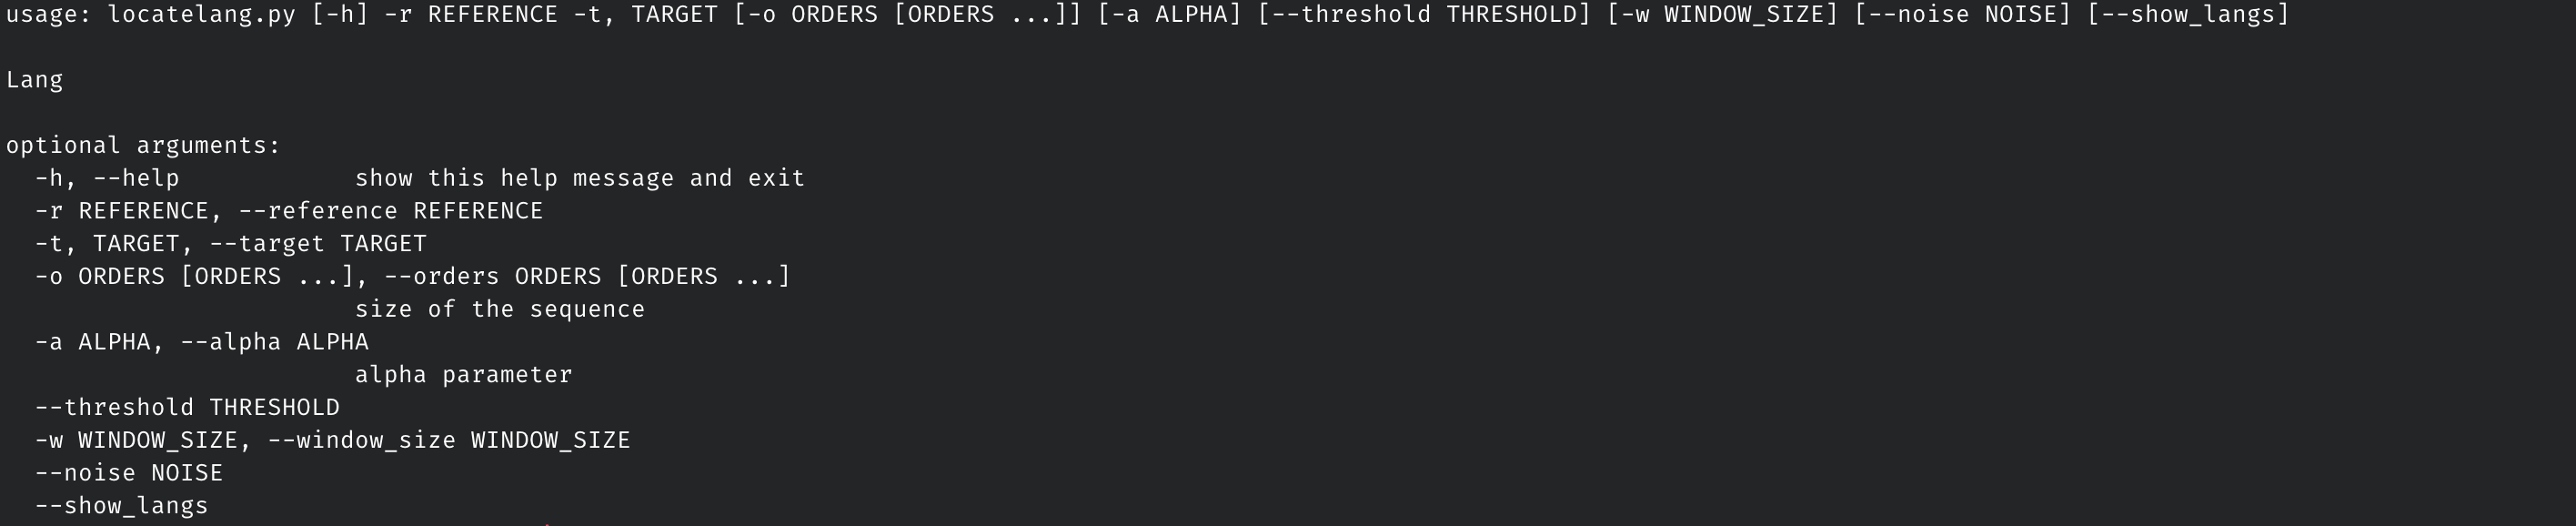 usage: locatelang.py [-h] -r REFERENCE -t, TARGET [-o ORDERS [ORDERS ...]] [-a ALPHA] [--threshold THRESHOLD] [-w WINDOW_SIZE] [--noise NOISE] [--show_langs]

Lang

optional arguments:
  -h, --help            show this help message and exit
  -r REFERENCE, --reference REFERENCE
  -t, TARGET, --target TARGET
  -o ORDERS [ORDERS ...], --orders ORDERS [ORDERS ...]
                        size of the sequence
  -a ALPHA, --alpha ALPHA
                        alpha parameter
  --threshold THRESHOLD
  -w WINDOW_SIZE, --window_size WINDOW_SIZE
  --noise NOISE
  --show_langs